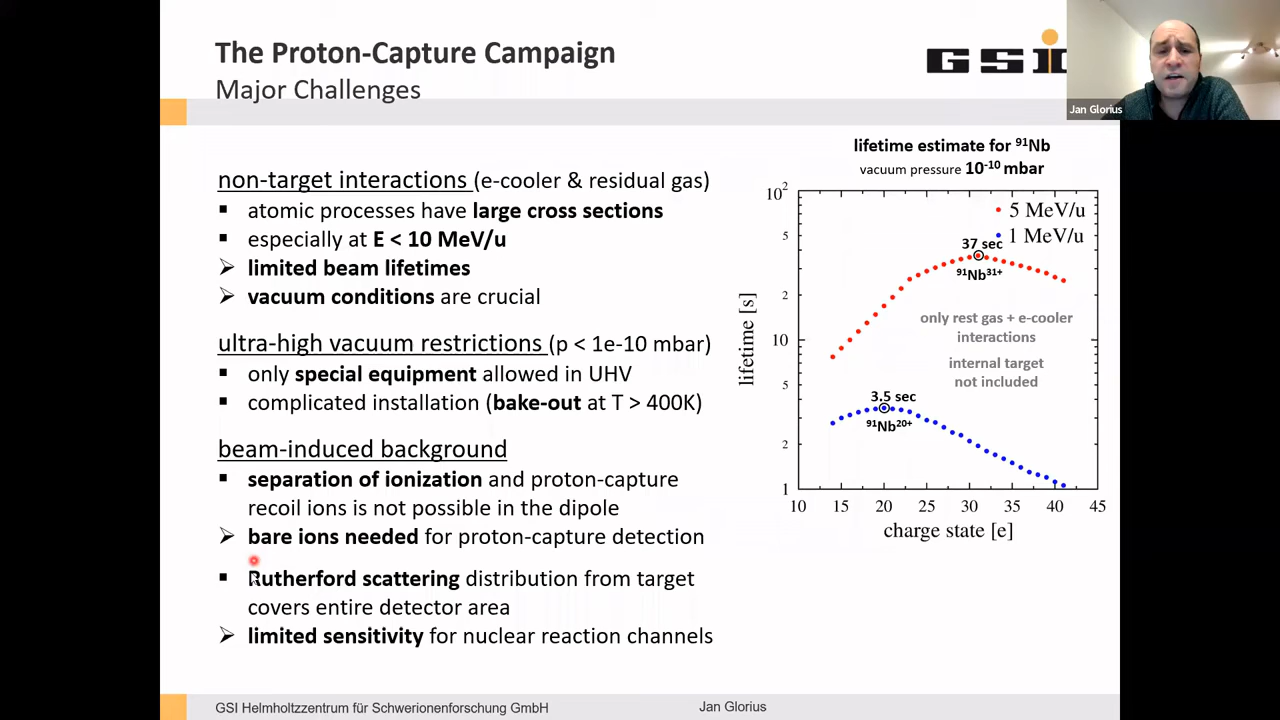 The Proton-Capture Campaign
Major Challenges
GSI
Jan Glorius
non-target interactions (e-cooler & residual gas)
▪ atomic processes have large cross sections
▪ especially at E < 10 MeV/u
➢ limited beam lifetimes
➢ vacuum conditions are crucial
ultra-high vacuum restrictions (p < 1e-10 mbar)
▪ only special equipment allowed in UHV
▪ complicated installation (bake-out at T > 400K)
beam-induced background
▪ separation of ionization and proton-capture
recoil ions is not possible in the dipole
➢ bare ions needed for proton-capture detection
▪ Rutherford scattering distribution from target
covers entire detector area
➢ limited sensitivity for nuclear reaction channels
lifetime estimate for ⁹¹Nb
vacuum pressure 10⁻¹⁰ mbar
10²
5
2
10
5
2
1
lifetime [s]
5 MeV/u
1 MeV/u
37 sec
⁹¹Nb³¹⁺
only rest gas + e-cooler
interactions
internal target
not included
3.5 sec
⁹¹Nb²⁰⁺
10 15 20 25 30 35 40 45
charge state [e]
GSI Helmholtzzentrum für Schwerionenforschung GmbH
Jan Glorius